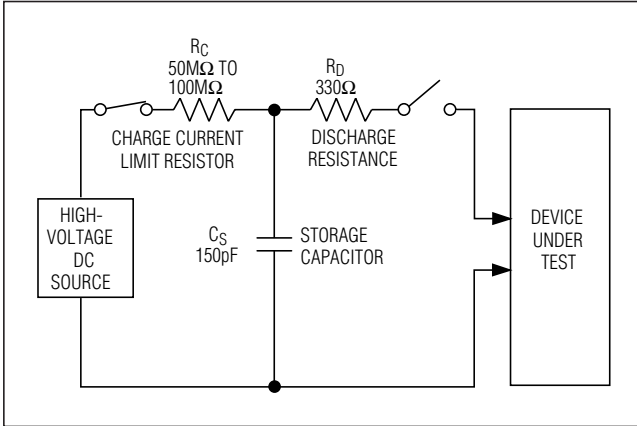 RC
50MΩ TO
100MΩ
CHARGE CURRENT
LIMIT RESISTOR
RD
330Ω
DISCHARGE
RESISTANCE
HIGH-
VOLTAGE
DC
SOURCE
CS
150pF
STORAGE
CAPACITOR
DEVICE
UNDER
TEST